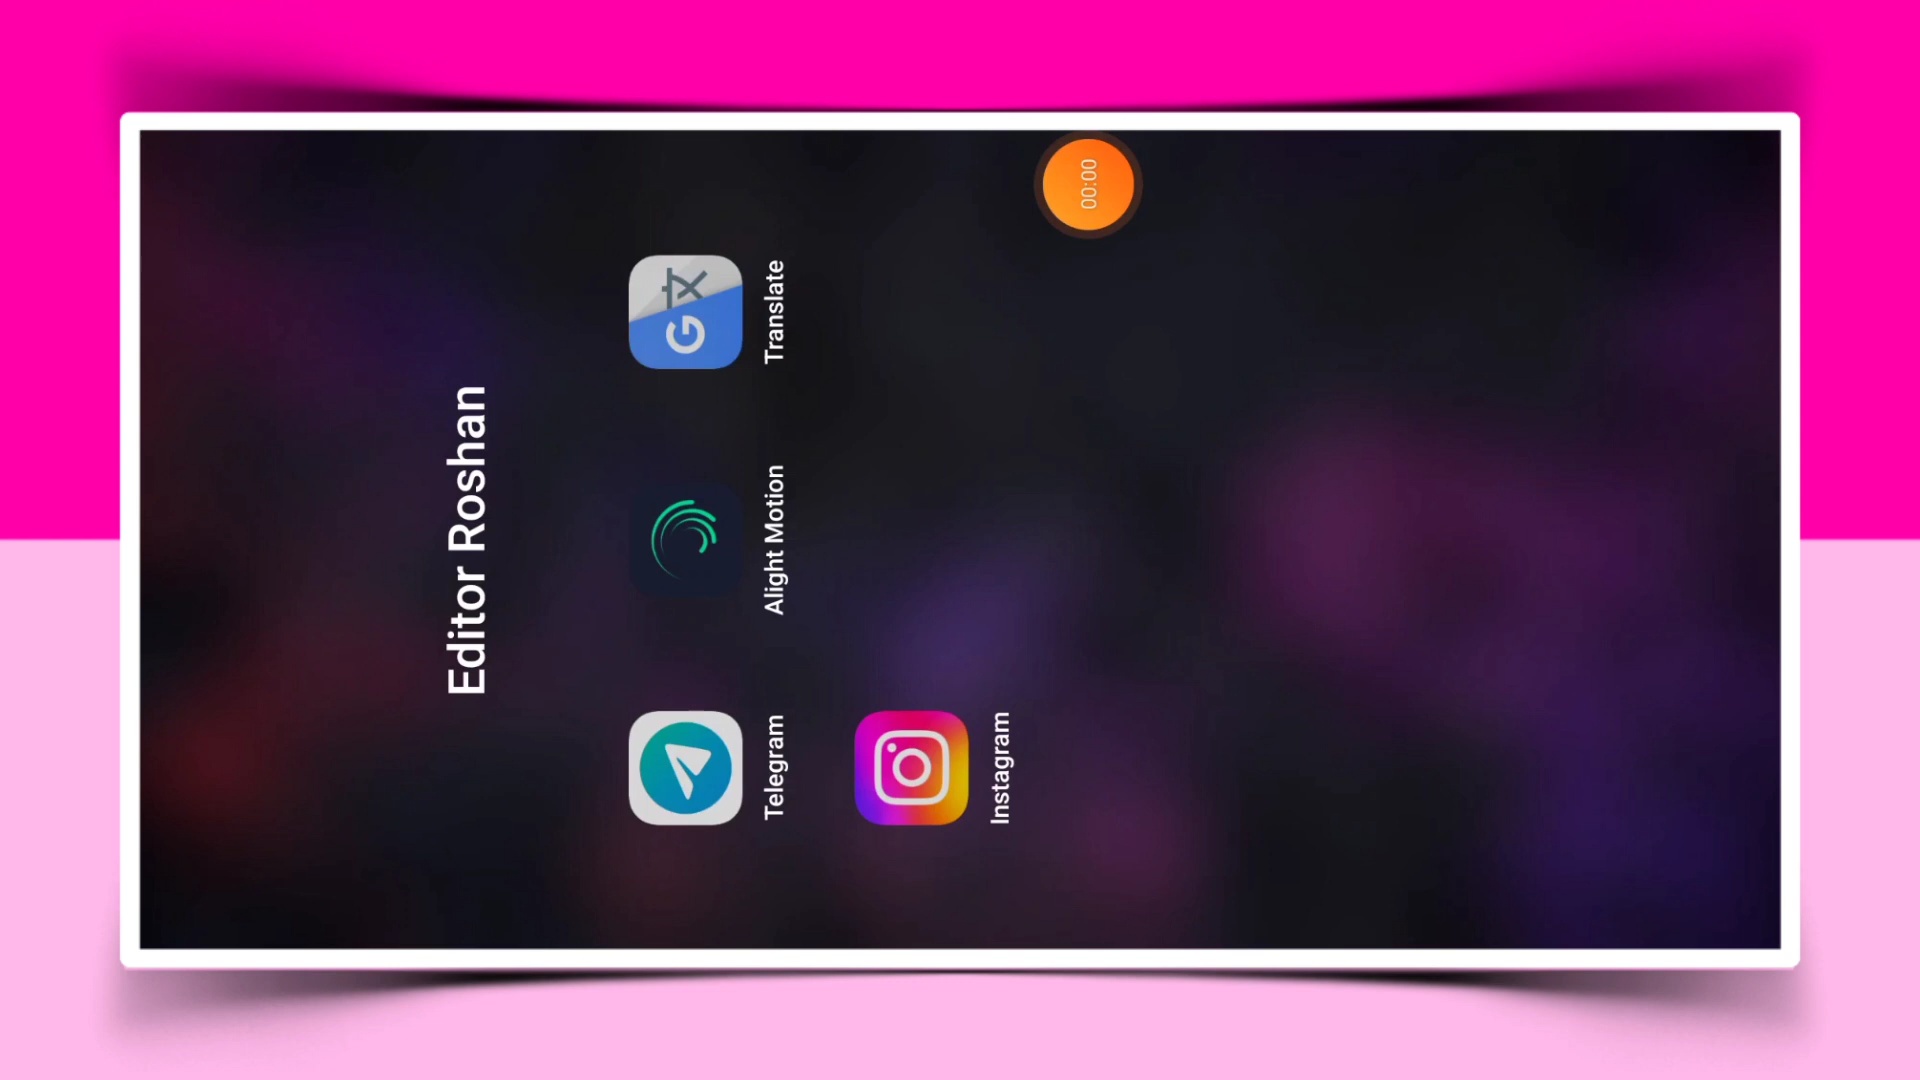 00:00
Editor Roshan
Telegram
Alight Motion
Translate
Instagram